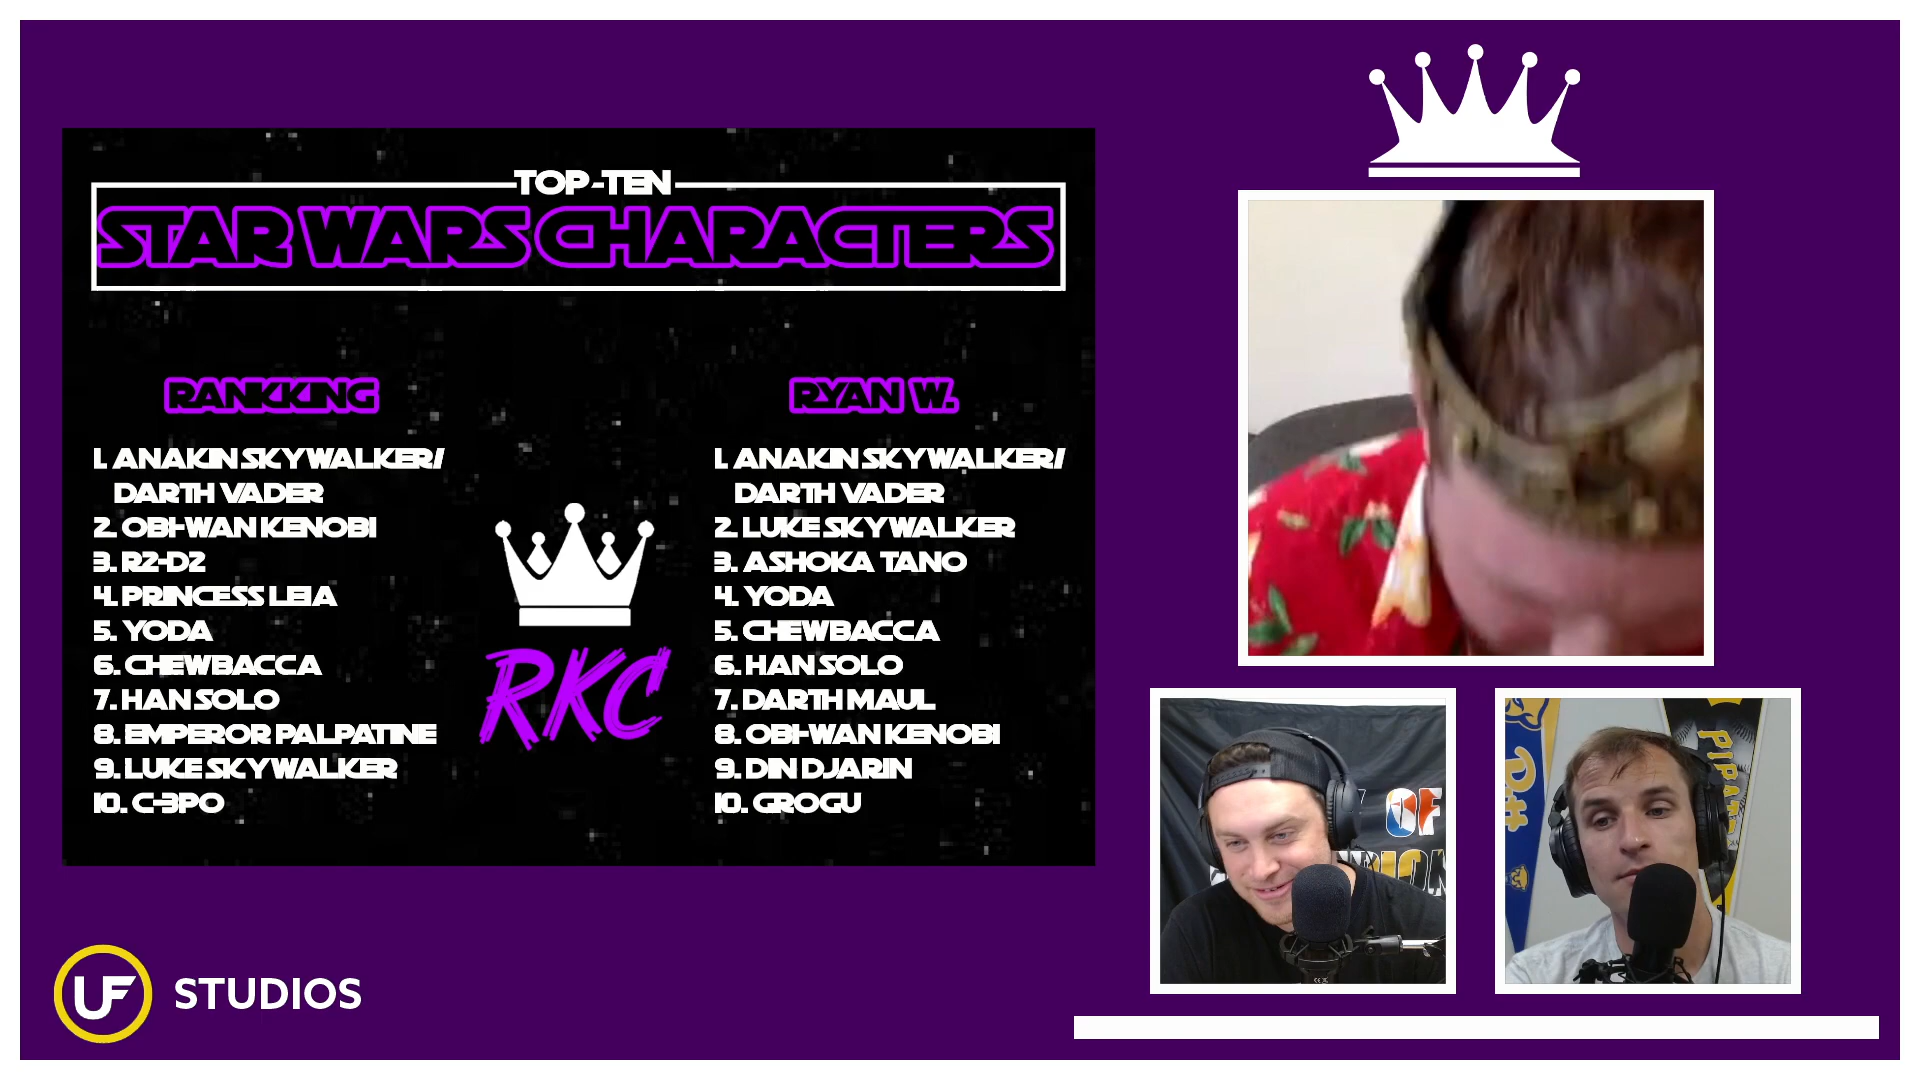 TOP-TEN
STAR WARS CHARACTERS
RANKKING
1. ANAKIN SKYWALKER/
DARTH VADER
2. OBI-WAN KENOBI
3. R2-D2
4. PRINCESS LEIA
5. YODA
6. CHEWBACCA
7. HAN SOLO
8. EMPEROR PALPATINE
9. LUKE SKYWALKER
10. C-3PO
RKC
RYAN W.
1. ANAKIN SKYWALKER/
DARTH VADER
2. LUKE SKYWALKER
3. ASHOKA TANO
4. YODA
5. CHEWBACCA
6. HAN SOLO
7. DARTH MAUL
8. OBI-WAN KENOBI
9. DIN DJARIN
10. GROGU
OF
Pitt
UF STUDIOS